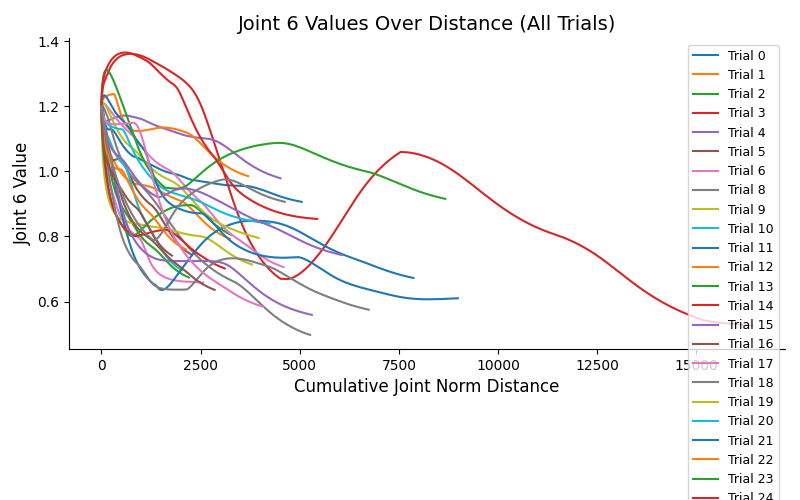 Joint 6 Values Over Distance (All Trials)
Joint 6 Value
1.4
1.2
1.0
0.8
0.6
0
2500
5000
7500
10000
12500
15000
Cumulative Joint Norm Distance
Trial 0
Trial 1
Trial 2
Trial 3
Trial 4
Trial 5
Trial 6
Trial 8
Trial 9
Trial 10
Trial 11
Trial 12
Trial 13
Trial 14
Trial 15
Trial 16
Trial 17
Trial 18
Trial 19
Trial 20
Trial 21
Trial 22
Trial 23
Trial 24